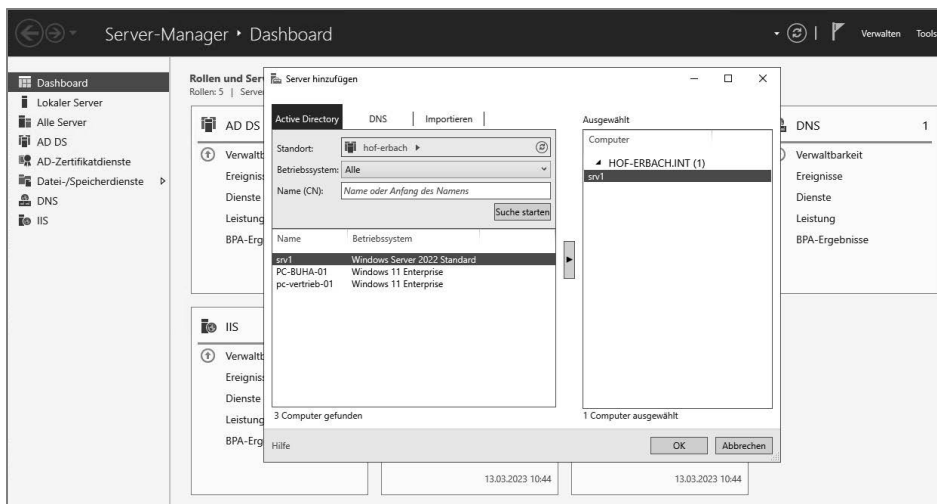 Server-Manager ‣ Dashboard
Verwalten Tools
Dashboard
Lokaler Server
Alle Server
AD DS
AD-Zertifikatdienste
Datei-/Speicherdienste
DNS
IIS
Rollen und Ser
Rollen: 5 | Serve
AD DS
Verwaltb
Ereignis
Dienste
Leistung
BPA-Erg
IIS
Verwaltb
Ereignis
Dienste
Leistung
BPA-Erg
Server hinzufügen
Active Directory DNS Importieren
Standort: hof-erbach
Betriebssystem: Alle
Name (CN): Name oder Anfang des Namens
Suche starten
Name Betriebssystem
srv1 Windows Server 2022 Standard
PC-BUHA-01 Windows 11 Enterprise
pc-vertrieb-01 Windows 11 Enterprise
3 Computer gefunden
Ausgewählt
Computer
HOF-ERBACH.INT (1)
srv1
1 Computer ausgewählt
Hilfe
OK Abbrechen
DNS 1
Verwaltbarkeit
Ereignisse
Dienste
Leistung
BPA-Ergebnisse
13.03.2023 10:44
13.03.2023 10:44